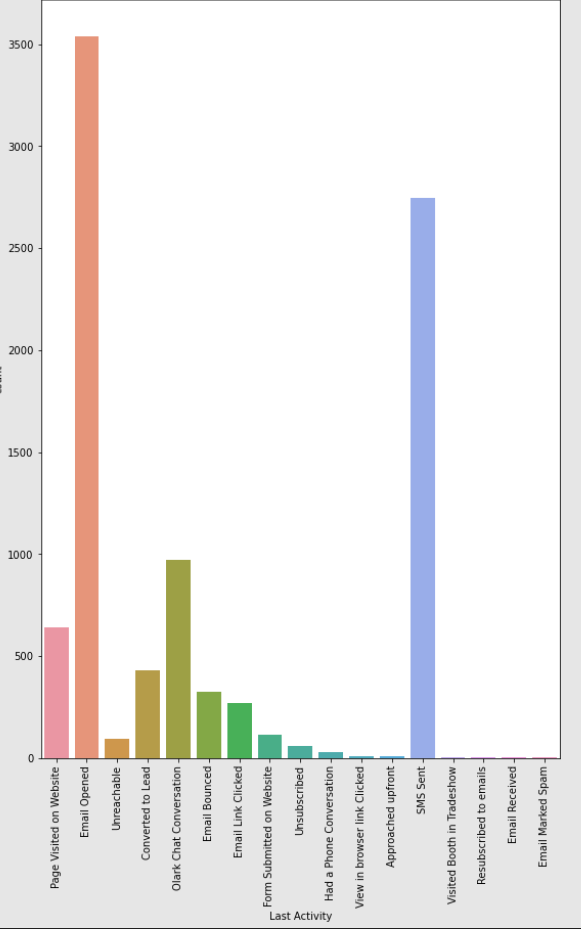 3500
3000
2500
2000
1500
1000
500
0
Page Visited on Website
Email Opened
Unreachable
Converted to Lead
Olark Chat Conversation
Email Bounced
Email Link Clicked
Form Submitted on Website
Unsubscribed
Had a Phone Conversation
View in browser link Clicked
Approached upfront
SMS Sent
Visited Booth in Tradeshow
Resubscribed to emails
Email Received
Email Marked Spam
Last Activity